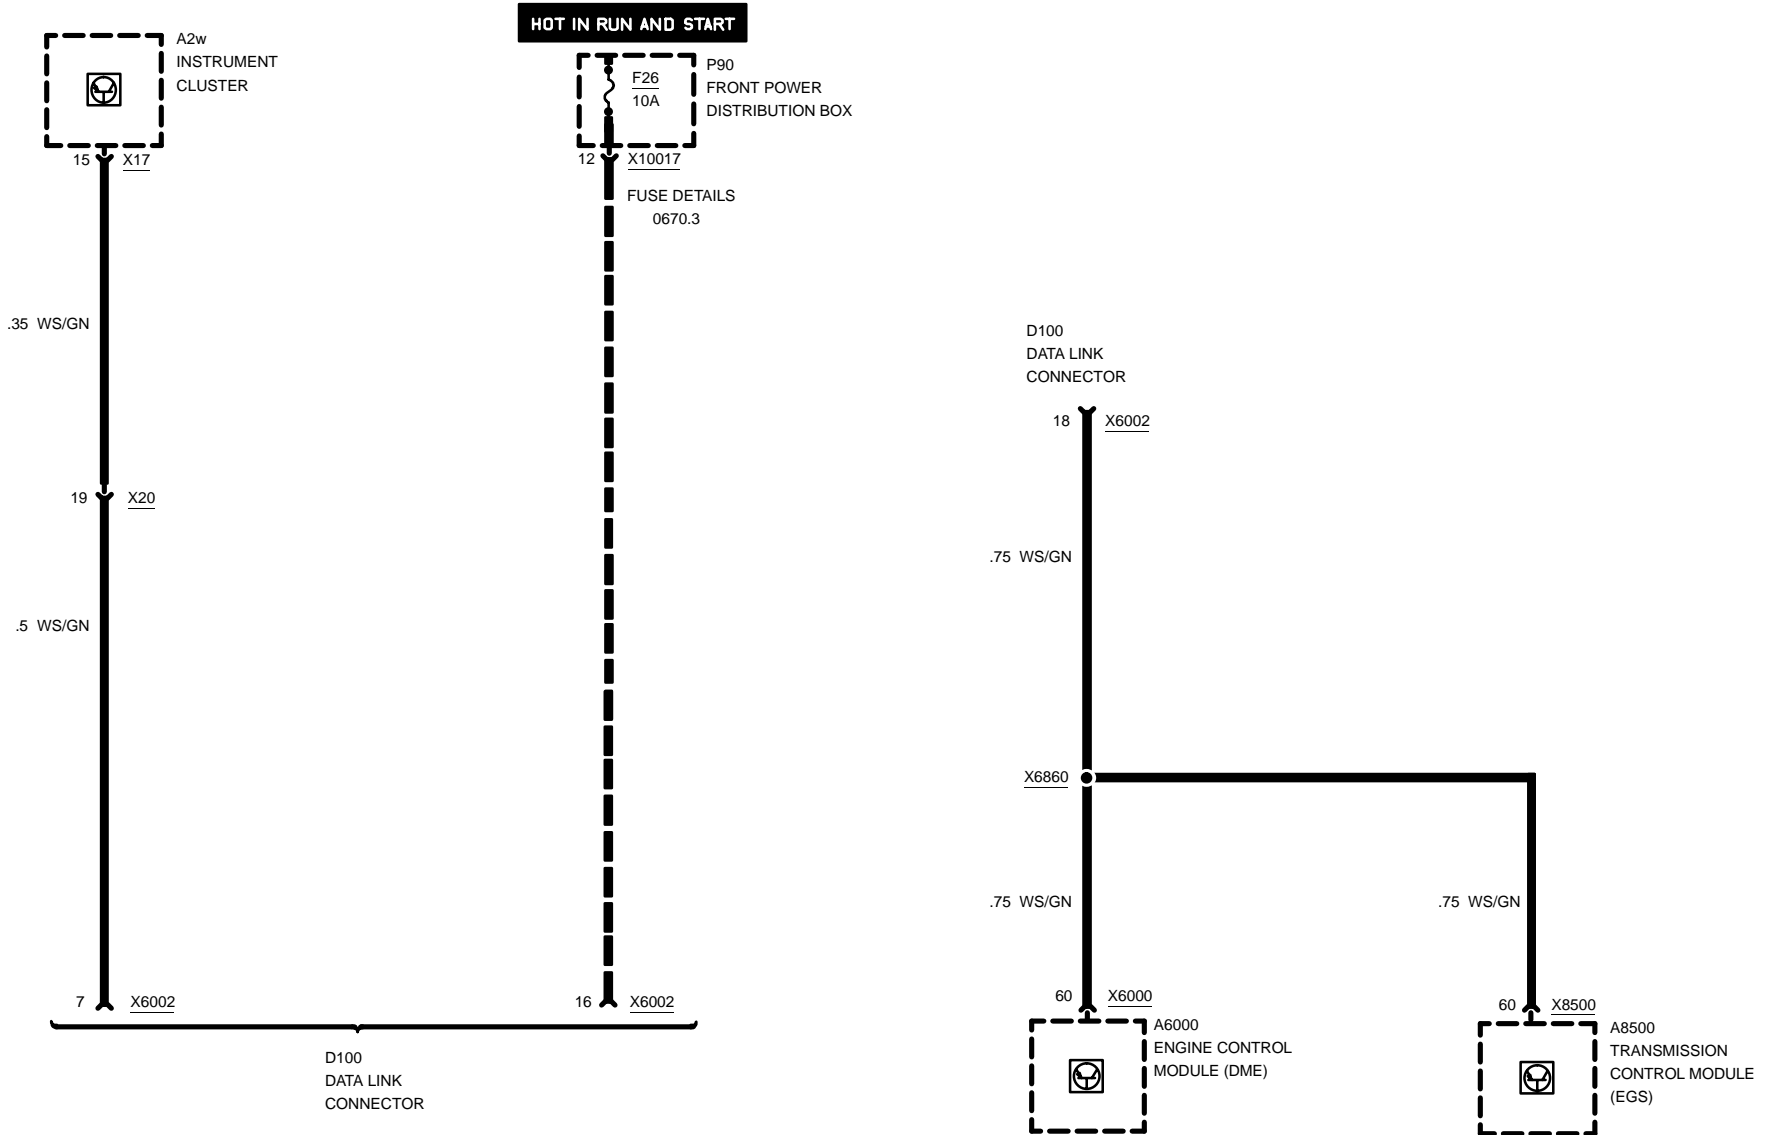 HOT IN RUN AND START
A2w
INSTRUMENT
CLUSTER
F26
10A
P90
FRONT POWER
DISTRIBUTION BOX
15 X17
12 X10017
FUSE DETAILS
0670.3
.35 WS/GN
19 X20
.5 WS/GN
7 X6002
16 X6002
D100
DATA LINK
CONNECTOR
D100
DATA LINK
CONNECTOR
18 X6002
.75 WS/GN
X6860
.75 WS/GN
.75 WS/GN
60 X6000
60 X8500
A6000
ENGINE CONTROL
MODULE (DME)
A8500
TRANSMISSION
CONTROL MODULE
(EGS)